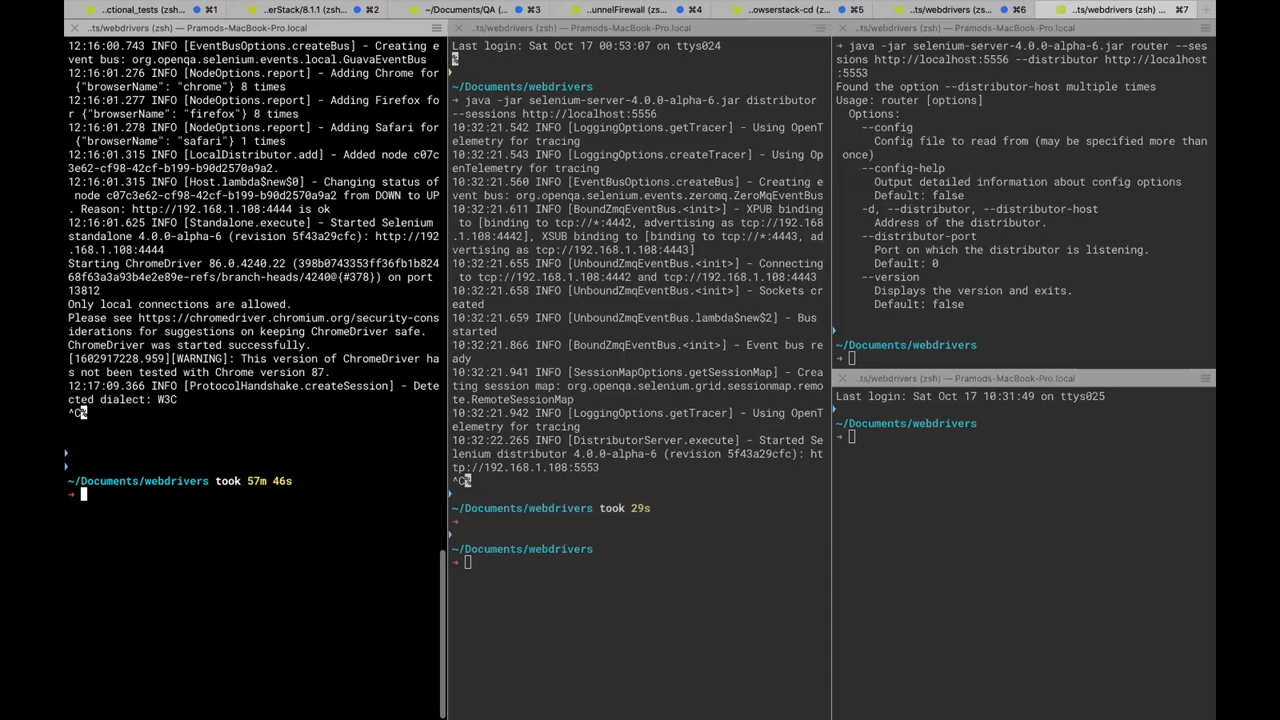 ..ctional_tests (zsh... ⌘1
..erStack/8.1.1 (zsh... ⌘2
~/Documents/QA (... ⌘3
..unnelFirewall (zsh... ⌘4
..owserstack-cd (zs... ⌘5
..ts/webdrivers (zs... ⌘6
..ts/webdrivers (zsh) ... ⌘7
..ts/webdrivers (zsh) — Pramods-MacBook-Pro.local
12:16:00.743 INFO [EventBusOptions.createBus] - Creating e
vent bus: org.openqa.selenium.events.local.GuavaEventBus
12:16:01.276 INFO [NodeOptions.report] - Adding Chrome for
{"browserName": "chrome"} 8 times
12:16:01.277 INFO [NodeOptions.report] - Adding Firefox fo
r {"browserName": "firefox"} 8 times
12:16:01.278 INFO [NodeOptions.report] - Adding Safari for
{"browserName": "safari"} 1 times
12:16:01.315 INFO [LocalDistributor.add] - Added node c07c
3e62-cf98-42cf-b199-b90d2570a9a2.
12:16:01.315 INFO [Host.lambda$new$0] - Changing status of
node c07c3e62-cf98-42cf-b199-b90d2570a9a2 from DOWN to UP
. Reason: http://192.168.1.108:4444 is ok
12:16:01.625 INFO [Standalone.execute] - Started Selenium
standalone 4.0.0-alpha-6 (revision 5f43a29cfc): http://192
.168.1.108:4444
Starting ChromeDriver 86.0.4240.22 (398b0743353ff36fb1b824
68f63a3a93b4e2e89e-refs/branch-heads/4240@{#378}) on port
13812
Only local connections are allowed.
Please see https://chromedriver.chromium.org/security-cons
iderations for suggestions on keeping ChromeDriver safe.
ChromeDriver was started successfully.
[1602917228.959][WARNING]: This version of ChromeDriver ha
s not been tested with Chrome version 87.
12:17:09.366 INFO [ProtocolHandshake.createSession] - Dete
cted dialect: W3C
^C%
~/Documents/webdrivers took 57m 46s
➜
..ts/webdrivers (zsh) — Pramods-MacBook-Pro.local
Last login: Sat Oct 17 00:53:07 on ttys024
%
~/Documents/webdrivers
➜ java -jar selenium-server-4.0.0-alpha-6.jar distributor
--sessions http://localhost:5556
10:32:21.542 INFO [LoggingOptions.getTracer] - Using OpenT
elemetry for tracing
10:32:21.543 INFO [LoggingOptions.createTracer] - Using Op
enTelemetry for tracing
10:32:21.560 INFO [EventBusOptions.createBus] - Creating e
vent bus: org.openqa.selenium.events.zeromq.ZeroMqEventBus
10:32:21.611 INFO [BoundZmqEventBus.<init>] - XPUB binding
to [binding to tcp://*:4442, advertising as tcp://192.168
.1.108:4442], XSUB binding to [binding to tcp://*:4443, ad
vertising as tcp://192.168.1.108:4443]
10:32:21.655 INFO [UnboundZmqEventBus.<init>] - Connecting
to tcp://192.168.1.108:4442 and tcp://192.168.1.108:4443
10:32:21.658 INFO [UnboundZmqEventBus.<init>] - Sockets cr
eated
10:32:21.659 INFO [UnboundZmqEventBus.lambda$new$2] - Bus
started
10:32:21.866 INFO [BoundZmqEventBus.<init>] - Event bus re
ady
10:32:21.941 INFO [SessionMapOptions.getSessionMap] - Crea
ting session map: org.openqa.selenium.grid.sessionmap.remo
te.RemoteSessionMap
10:32:21.942 INFO [LoggingOptions.getTracer] - Using OpenT
elemetry for tracing
10:32:22.265 INFO [DistributorServer.execute] - Started Se
lenium distributor 4.0.0-alpha-6 (revision 5f43a29cfc): ht
tp://192.168.1.108:5553
^C%
~/Documents/webdrivers took 29s
➜
~/Documents/webdrivers
➜
..ts/webdrivers (zsh) — Pramods-MacBook-Pro.local
➜ java -jar selenium-server-4.0.0-alpha-6.jar router --ses
sions http://localhost:5556 --distributor http://localhost
:5553
Found the option --distributor-host multiple times
Usage: router [options]
Options:
--config
Config file to read from (may be specified more than
once)
--config-help
Output detailed information about config options
Default: false
-d, --distributor, --distributor-host
Address of the distributor.
--distributor-port
Port on which the distributor is listening.
Default: 0
--version
Displays the version and exits.
Default: false
~/Documents/webdrivers
➜
..ts/webdrivers (zsh) — Pramods-MacBook-Pro.local
Last login: Sat Oct 17 10:31:49 on ttys025
~/Documents/webdrivers
➜